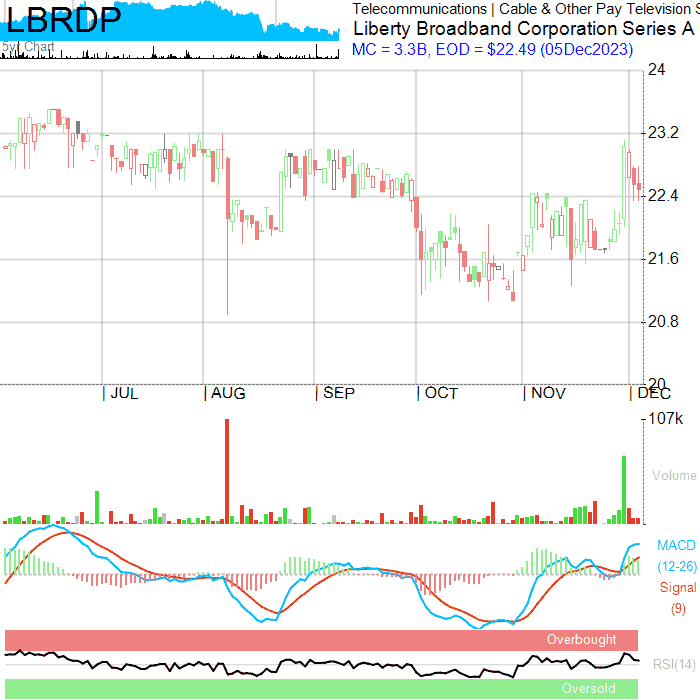 LBRDP
Telecommunications | Cable & Other Pay Television S
Liberty Broadband Corporation Series A
5yr Chart
MC = 3.3B, EOD = $22.49 (05Dec2023)
24
23.2
22.4
21.6
20.8
20
| JUL | AUG | SEP | OCT | NOV | DEC
107k
Volume
MACD
(12-26)
Signal
(9)
Overbought
RSI(14)
Oversold